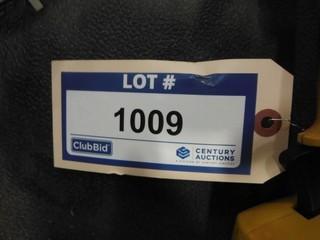 LOT #
1009
ClubBid
CENTURY
AUCTIONS